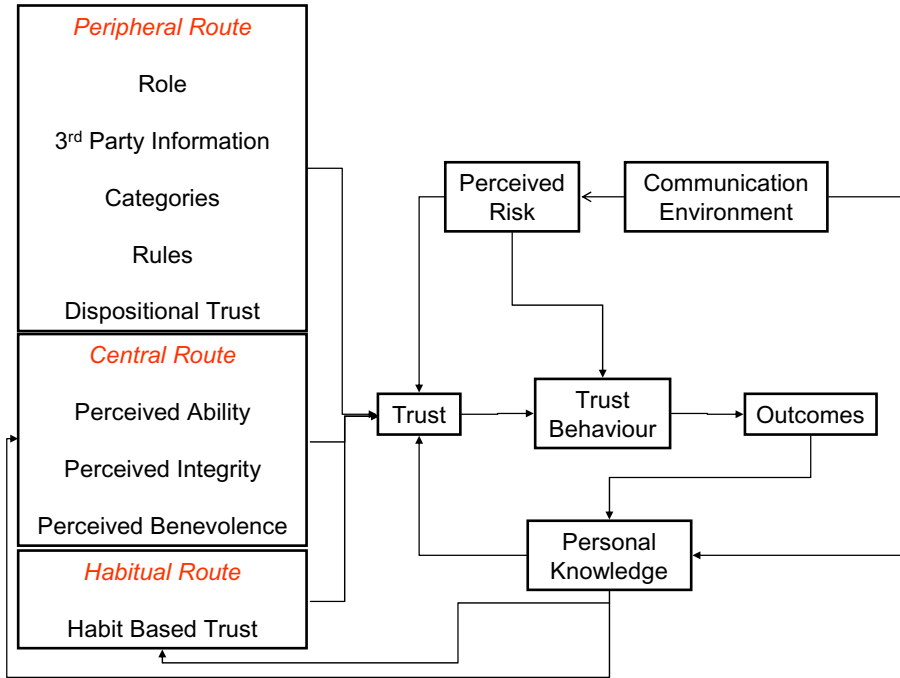 Peripheral Route
Role
3rd Party Information
Categories
Rules
Dispositional Trust
Central Route
Perceived Ability
Perceived Integrity
Perceived Benevolence
Habitual Route
Habit Based Trust
Perceived
Risk
Communication
Environment
Trust
Trust
Behaviour
Outcomes
Personal
Knowledge